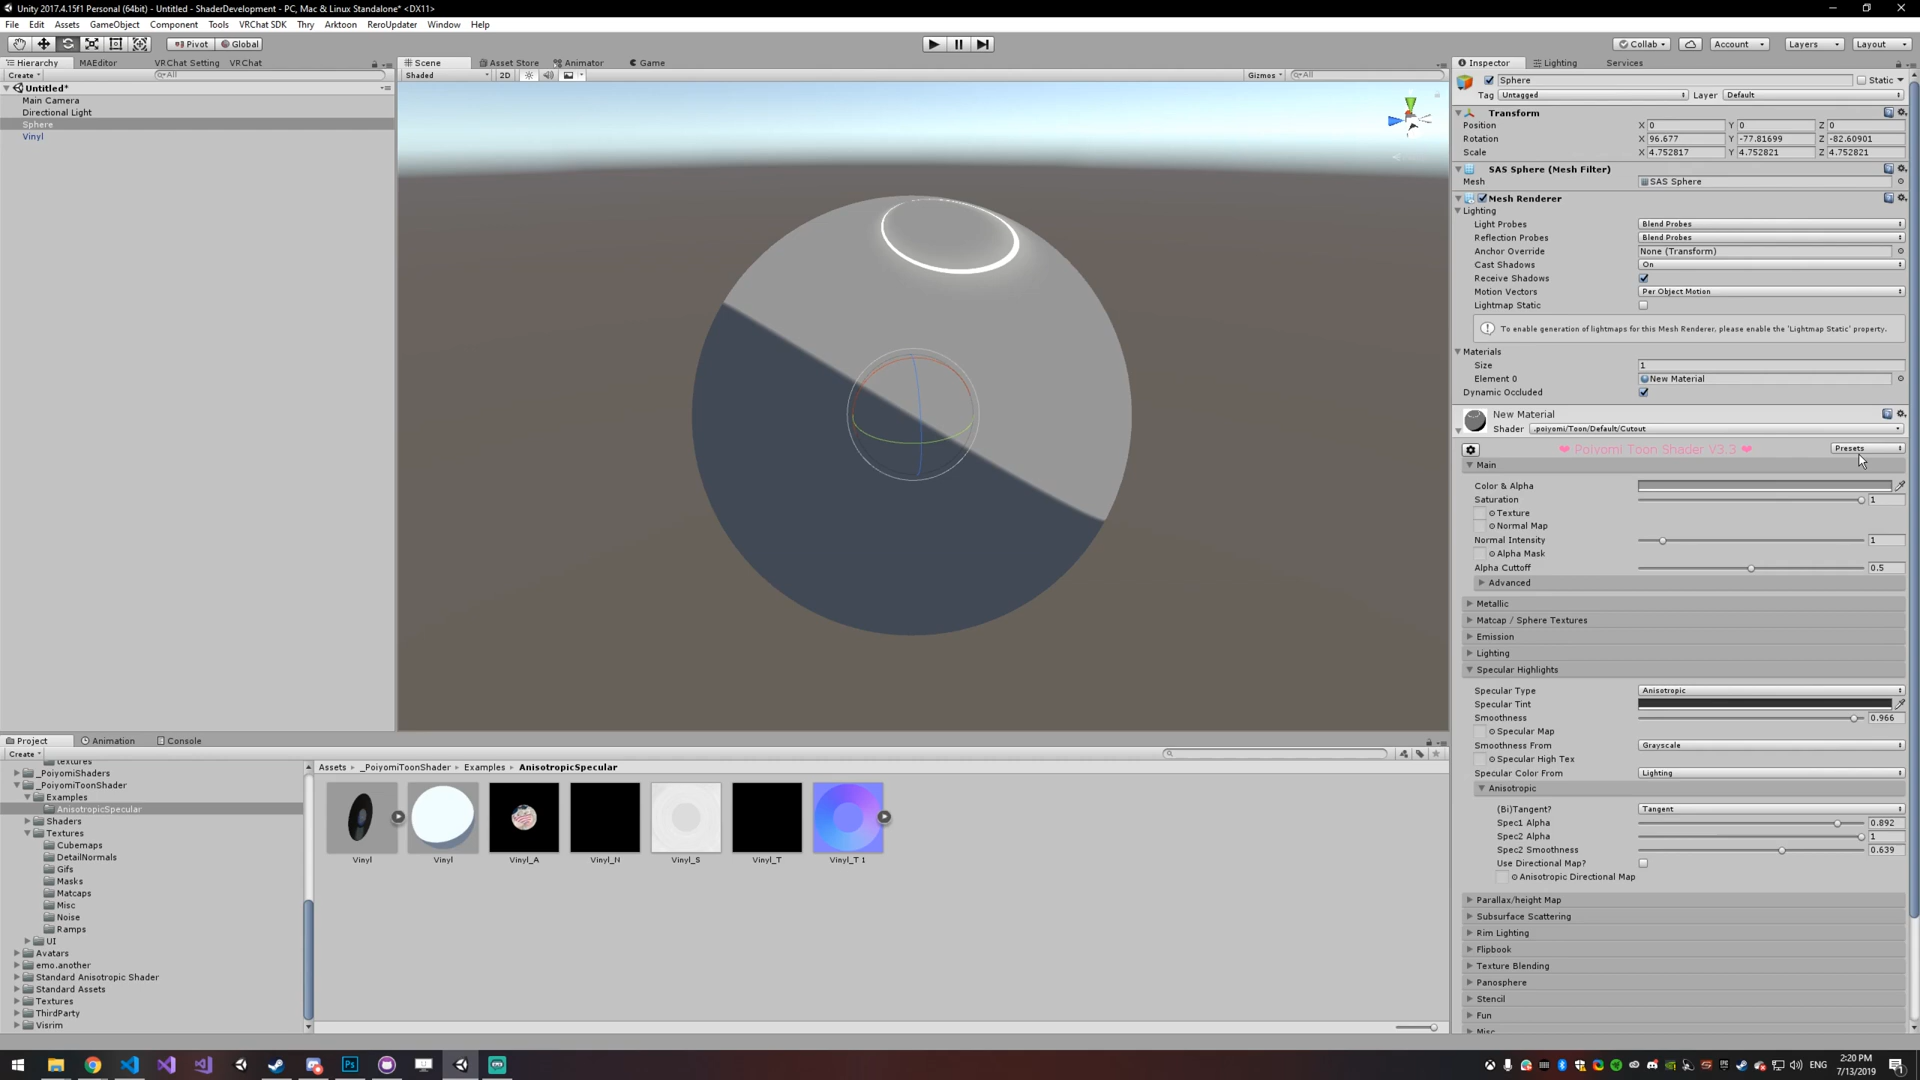 Unity 2017.4.15f1 Personal (64bit) - Untitled - ShaderDevelopment - PC, Mac & Linux Standalone* <DX11>
File Edit Assets GameObject Component Tools VRChat SDK Thry Arktoon ReroUpdater Window Help
Pivot Global Collab Account Layers Layout
Hierarchy MAEditor VRChat Setting VRChat
Create All
Untitled*
Main Camera
Directional Light
Sphere
Vinyl
Scene Asset Store Animator Game
Shaded 2D Gizmos All
Inspector Lighting Services
Sphere Static
Tag Untagged Layer Default
Transform
Position X 0 Y 0 Z 0
Rotation X 96.677 Y -77.81699 Z -82.60901
Scale X 4.752817 Y 4.752821 Z 4.752821
SAS Sphere (Mesh Filter)
Mesh SAS Sphere
Mesh Renderer
Lighting
Light Probes Blend Probes
Reflection Probes Blend Probes
Anchor Override None (Transform)
Cast Shadows On
Receive Shadows
Motion Vectors Per Object Motion
Lightmap Static
To enable generation of lightmaps for this Mesh Renderer, please enable the 'Lightmap Static' property.
Materials
Size 1
Element 0 New Material
Dynamic Occluded
New Material
Shader .poiyomi/Toon/Default/Cutout
❤ Poiyomi Toon Shader V3.3 ❤ Presets
Main
Color & Alpha
Saturation 1
Texture
Normal Map
Normal Intensity 1
Alpha Mask
Alpha Cuttoff 0.5
Advanced
Metallic
Matcap / Sphere Textures
Emission
Lighting
Specular Highlights
Specular Type Anisotropic
Specular Tint
Smoothness 0.966
Specular Map
Smoothness From Grayscale
Specular High Tex
Specular Color From Lighting
Anisotropic
(Bi)Tangent? Tangent
Spec1 Alpha 0.892
Spec2 Alpha 1
Spec2 Smoothness 0.639
Use Directional Map?
Anisotropic Directional Map
Parallax/height Map
Subsurface Scattering
Rim Lighting
Flipbook
Texture Blending
Panosphere
Stencil
Fun
Misc
Project Animation Console
Create
textures
_PoiyomiShaders
_PoiyomiToonShader
Examples
AnisotropicSpecular
Shaders
Textures
Cubemaps
DetailNormals
Gifs
Masks
Matcaps
Misc
Noise
Ramps
UI
Avatars
emo.another
Standard Anisotropic Shader
Standard Assets
Textures
ThirdParty
Visrim
Assets _PoiyomiToonShader Examples AnisotropicSpecular
Vinyl Vinyl Vinyl_A Vinyl_N Vinyl_S Vinyl_T Vinyl_T 1
Ps ENG
2:20 PM
7/13/2019